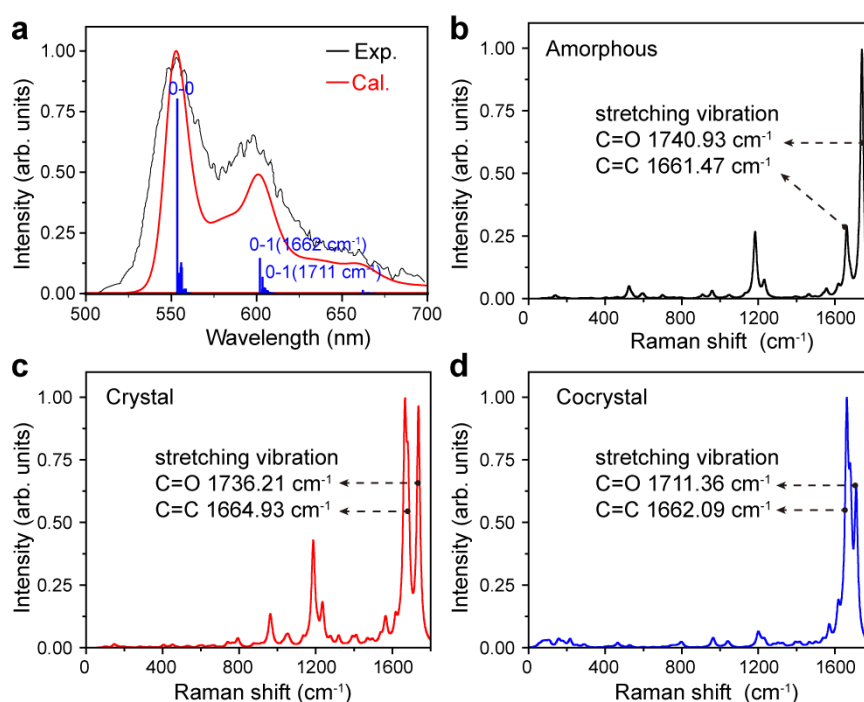 a
Exp.
Cal.
0-0
0-1(1662 cm⁻¹)
0-1(1711 cm⁻¹)
Intensity (arb. units)
1.00
0.75
0.50
0.25
0.00
500 550 600 650 700
Wavelength (nm)
b
Amorphous
stretching vibration
C=O 1740.93 cm⁻¹
C=C 1661.47 cm⁻¹
Intensity (arb. units)
1.00
0.75
0.50
0.25
0.00
0 400 800 1200 1600
Raman shift (cm⁻¹)
c
Crystal
stretching vibration
C=O 1736.21 cm⁻¹
C=C 1664.93 cm⁻¹
Intensity (arb. units)
1.00
0.75
0.50
0.25
0.00
0 400 800 1200 1600
Raman shift (cm⁻¹)
d
Cocrystal
stretching vibration
C=O 1711.36 cm⁻¹
C=C 1662.09 cm⁻¹
Intensity (arb. units)
1.00
0.75
0.50
0.25
0.00
0 400 800 1200 1600
Raman shift (cm⁻¹)